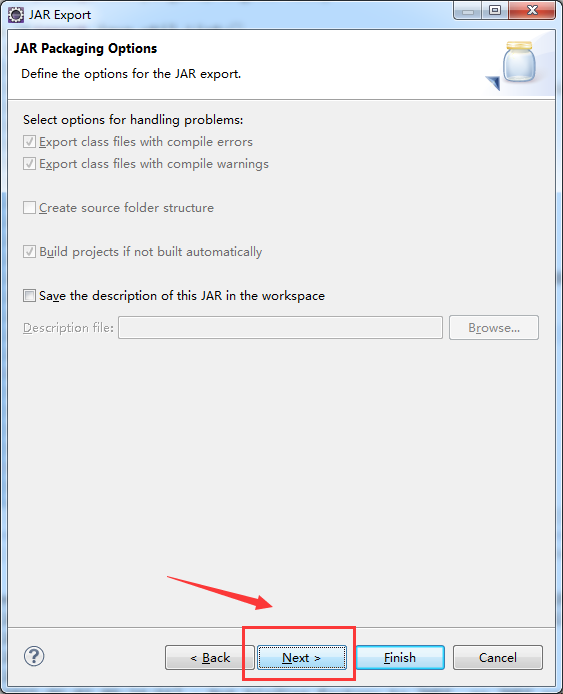 JAR Export
JAR Packaging Options
Define the options for the JAR export.
Select options for handling problems:
Export class files with compile errors
Export class files with compile warnings
Create source folder structure
Build projects if not built automatically
Save the description of this JAR in the workspace
Description file:
Browse...
?
< Back
Next >
Finish
Cancel